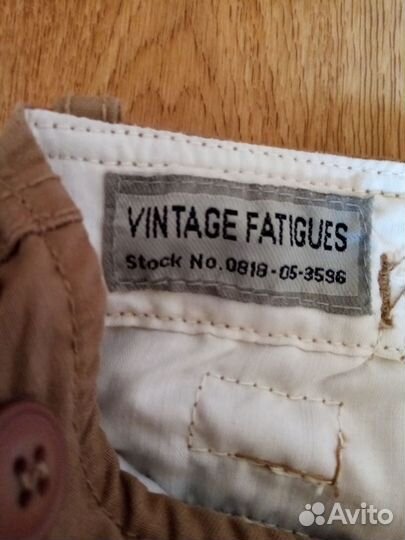 VINTAGE FATIGUES
Stock No.0818-05-3596
Avito